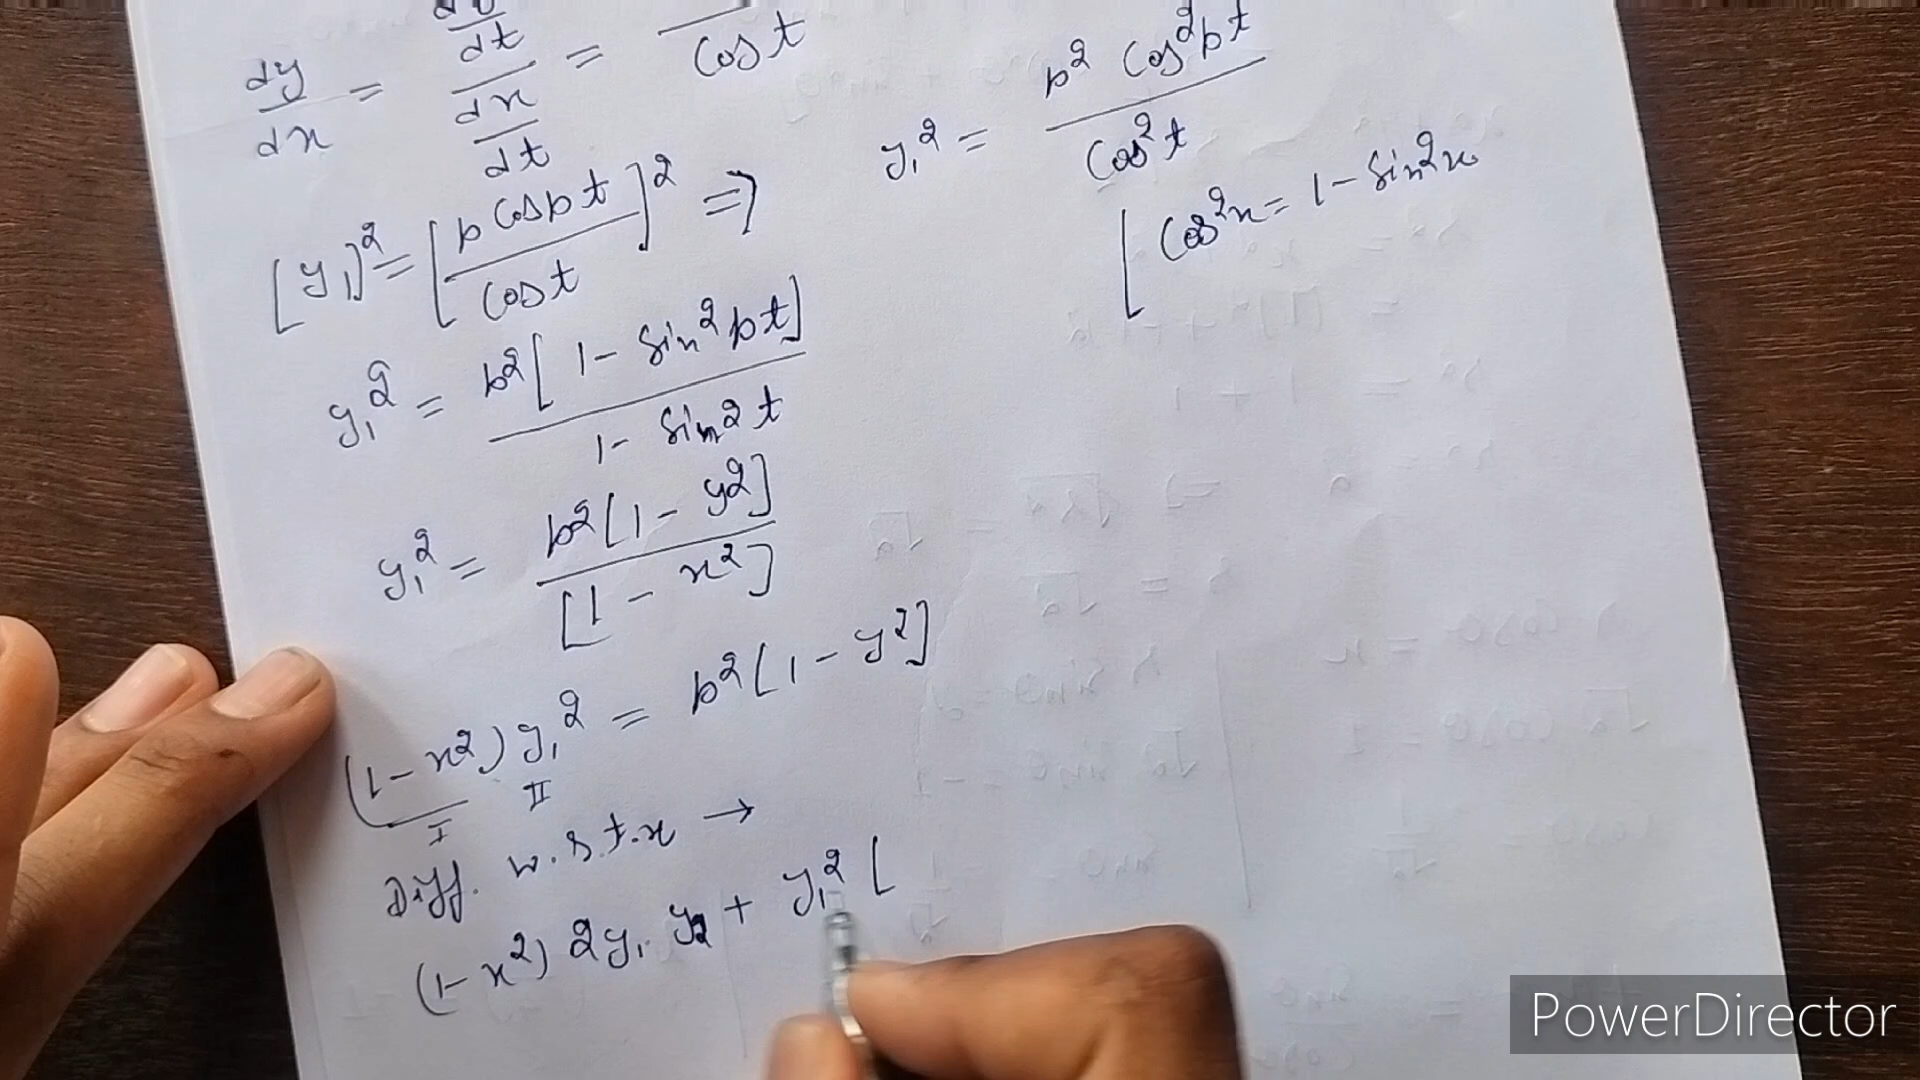 dy/dx = dy/dt / dx/dt = / Cos t
y₁² = p² Cos² pt / Cos² t
[y₁]² = [p Cos pt / Cos t]² ⇒
[Cos²x = 1 - Sin²x
y₁² = p² [1 - Sin² pt] / 1 - Sin² t
y₁² = p² [1 - y²] / [1 - x²]
(1 - x²) y₁² = p² [1 - y²]
I II
Diff. w.r.t.x →
(1 - x²) 2y₁ . y₂ + y₁² [
PowerDirector